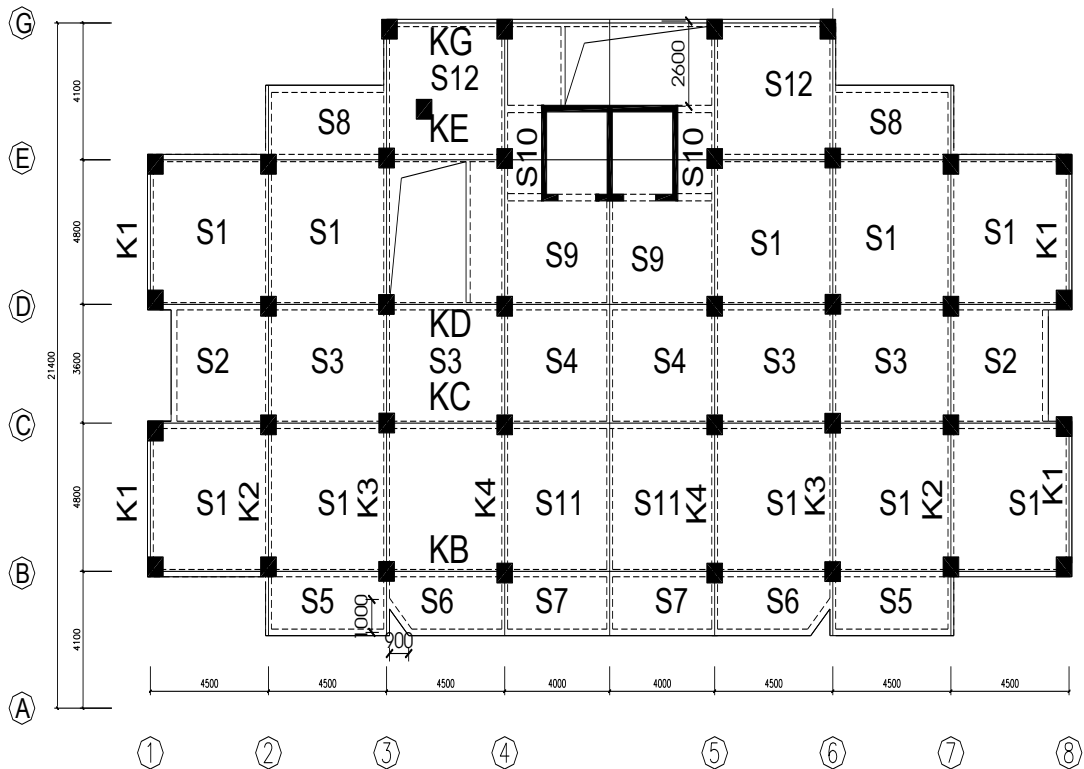 G
KG
S12
2600
S12
4100
S8
KE
S10
S10
S8
E
K1
S1
S1
S9
S9
S1
S1
S1
K1
4800
D
KD
21400
3600
S2
S3
S3
S4
S4
S3
S3
S2
KC
C
K1
S1
K2
S1
K3
K4
S11
S11
K4
S1
K3
S1
K2
S1
K1
4800
KB
B
S5
1000
S6
S7
S7
S6
S5
900
4100
4500
4500
4500
4000
4000
4500
4500
4500
A
1
2
3
4
5
6
7
8